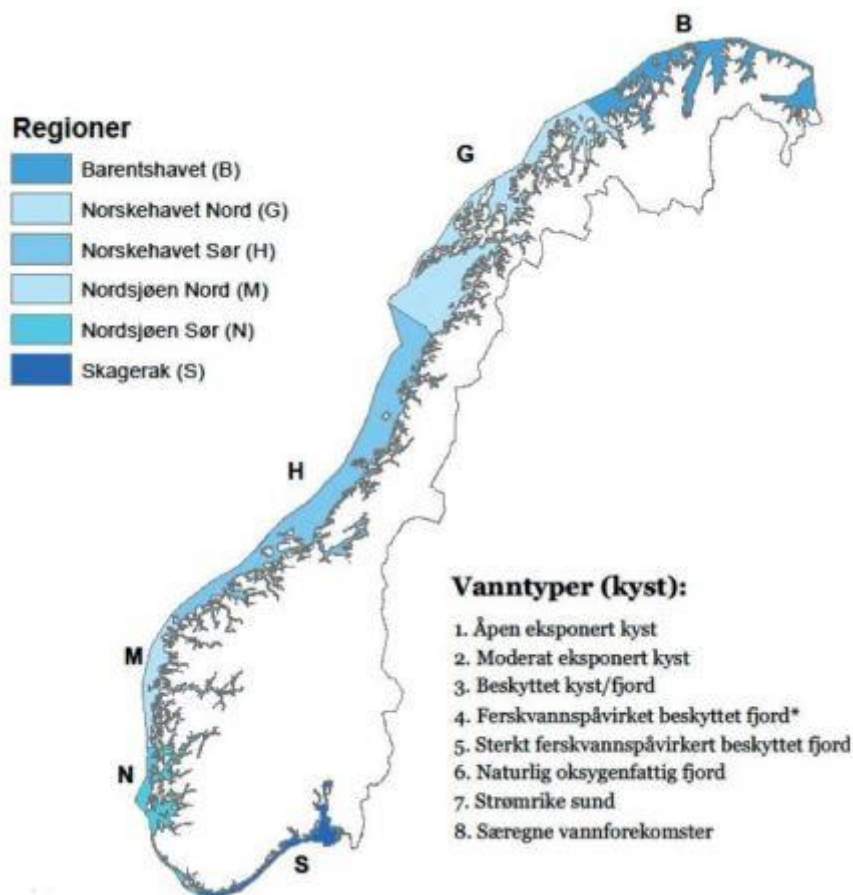 B
Regioner
Barentshavet (B)
G
Norskehavet Nord (G)
Norskehavet Sør (H)
Nordsjøen Nord (M)
Nordsjøen Sør (N)
Skagerak (S)
H
Vanntyper (kyst):
1. Åpen eksponert kyst
2. Moderat eksponert kyst
3. Beskyttet kyst/fjord
4. Ferskvannspåvirket beskyttet fjord*
5. Sterkt ferskvannspåvirkert beskyttet fjord
6. Naturlig oksygenfattig fjord
7. Strømrike sund
8. Særegne vannforekomster
M
N
S